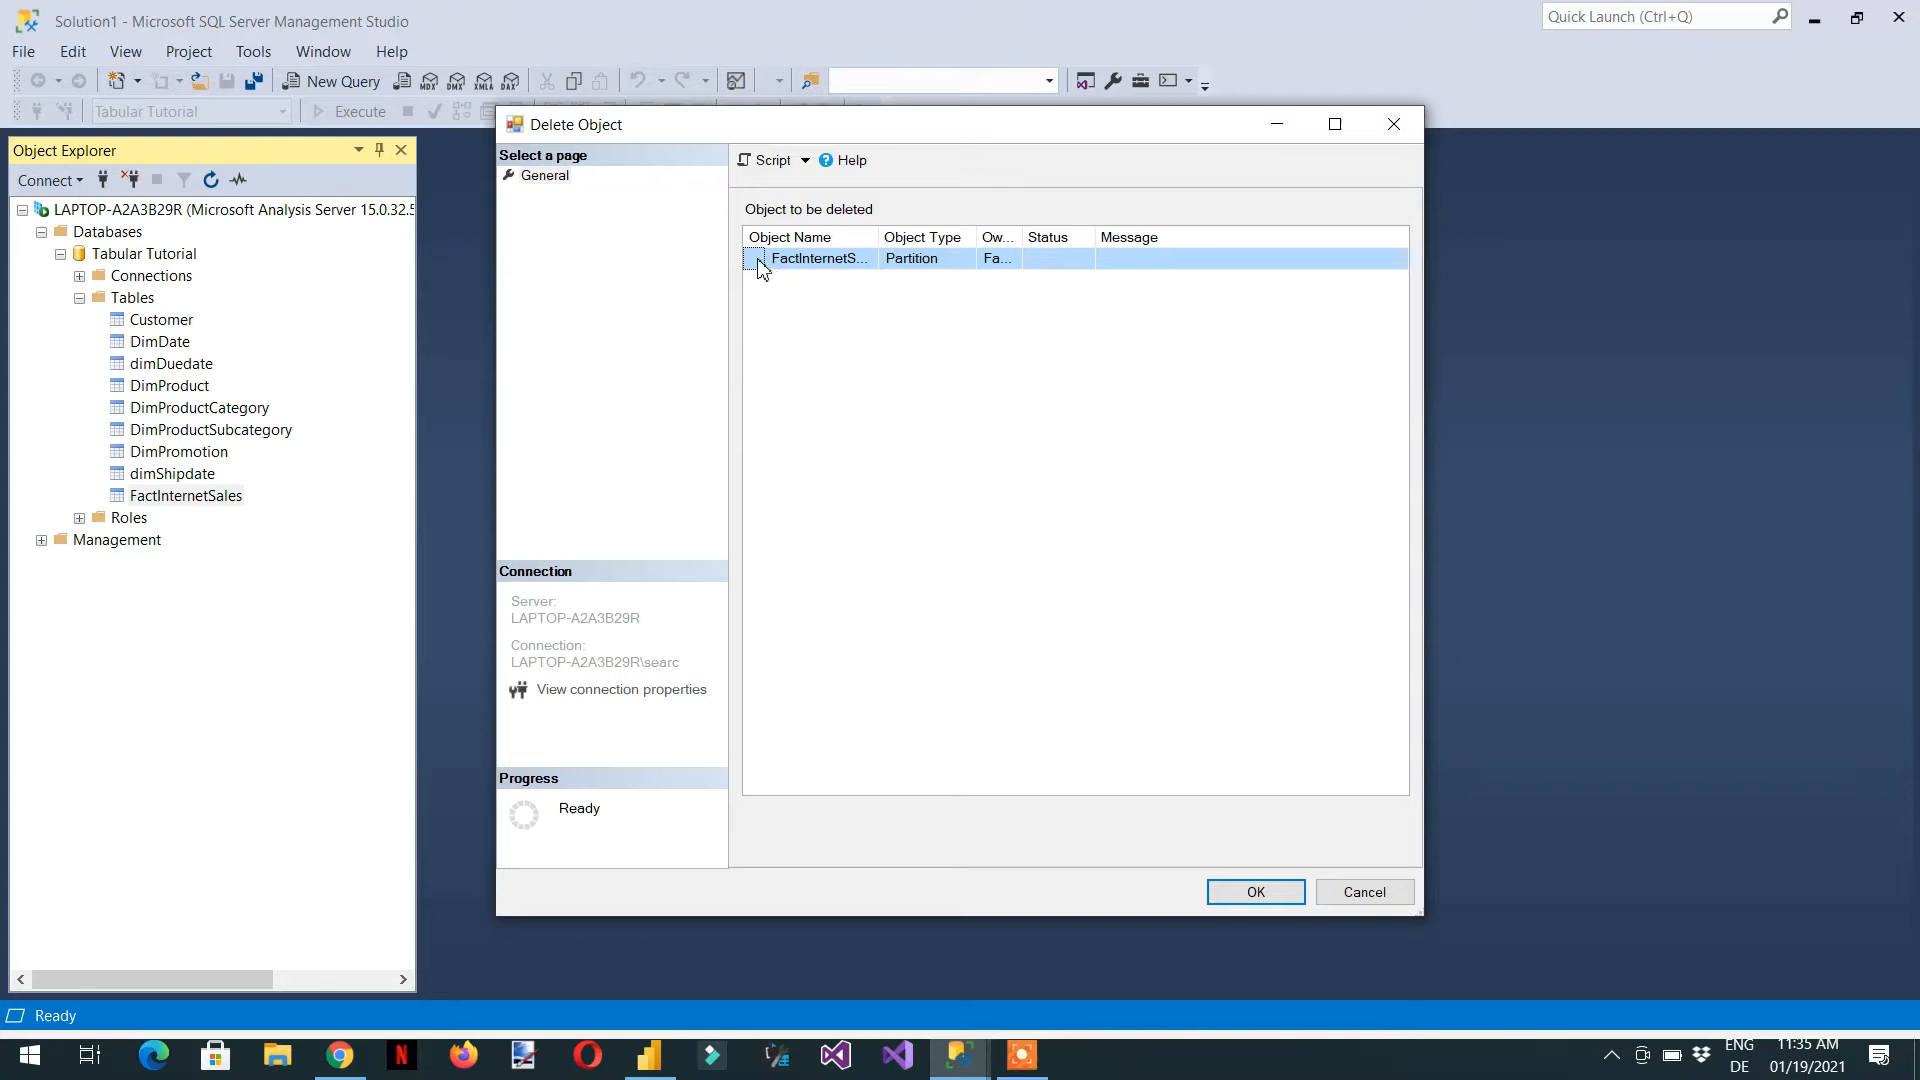 Solution1 - Microsoft SQL Server Management Studio
Quick Launch (Ctrl+Q)
File Edit View Project Tools Window Help
New Query MDX DMX XMLA DAX
Tabular Tutorial Execute
Delete Object
Object Explorer
Connect
LAPTOP-A2A3B29R (Microsoft Analysis Server 15.0.32.5
Databases
Tabular Tutorial
Connections
Tables
Customer
DimDate
dimDuedate
DimProduct
DimProductCategory
DimProductSubcategory
DimPromotion
dimShipdate
FactInternetSales
Roles
Management
Select a page
General
Script Help
Object to be deleted
Object Name Object Type Ow... Status Message
FactInternetS... Partition Fa...
Connection
Server:
LAPTOP-A2A3B29R
Connection:
LAPTOP-A2A3B29R\searc
View connection properties
Progress
Ready
OK Cancel
Ready
N
ENG
DE
11:35 AM
01/19/2021